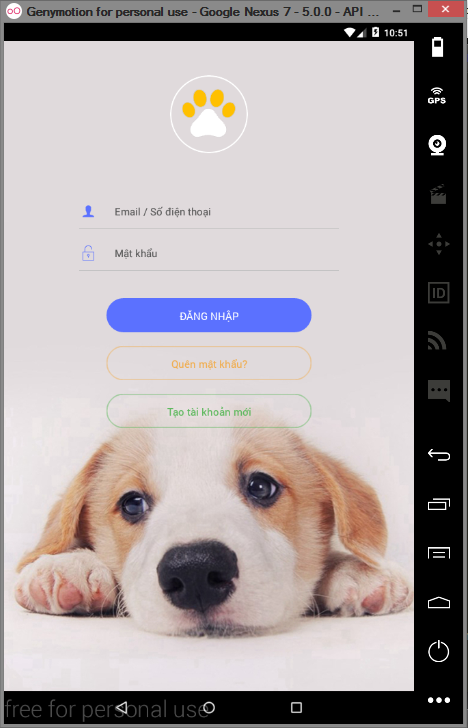 Genymotion for personal use - Google Nexus 7 - 5.0.0 - API ...
10:51
GPS
Email / Số điện thoại
Mật khẩu
ID
ĐĂNG NHẬP
Quên mật khẩu?
Tạo tài khoản mới
free for personal use